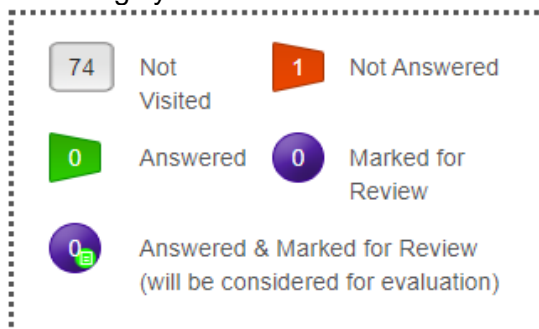 74 Not Visited
1 Not Answered
0 Answered
0 Marked for Review
0 Answered & Marked for Review
(will be considered for evaluation)